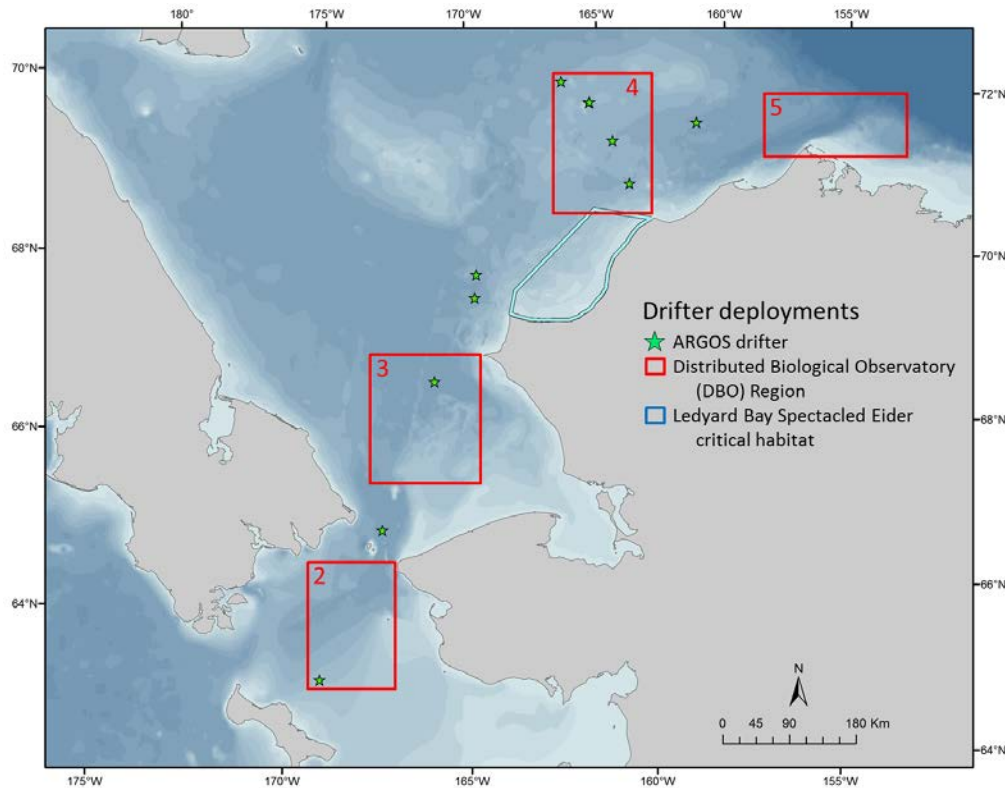 180°
175°W
170°W
165°W
160°W
155°W
70°N
72°N
4
5
68°N
70°N
Drifter deployments
ARGOS drifter
Distributed Biological Observatory
(DBO) Region
Ledyard Bay Spectacled Eider
critical habitat
3
66°N
68°N
2
64°N
66°N
N
0 45 90 180 Km
64°N
175°W
170°W
165°W
160°W
155°W